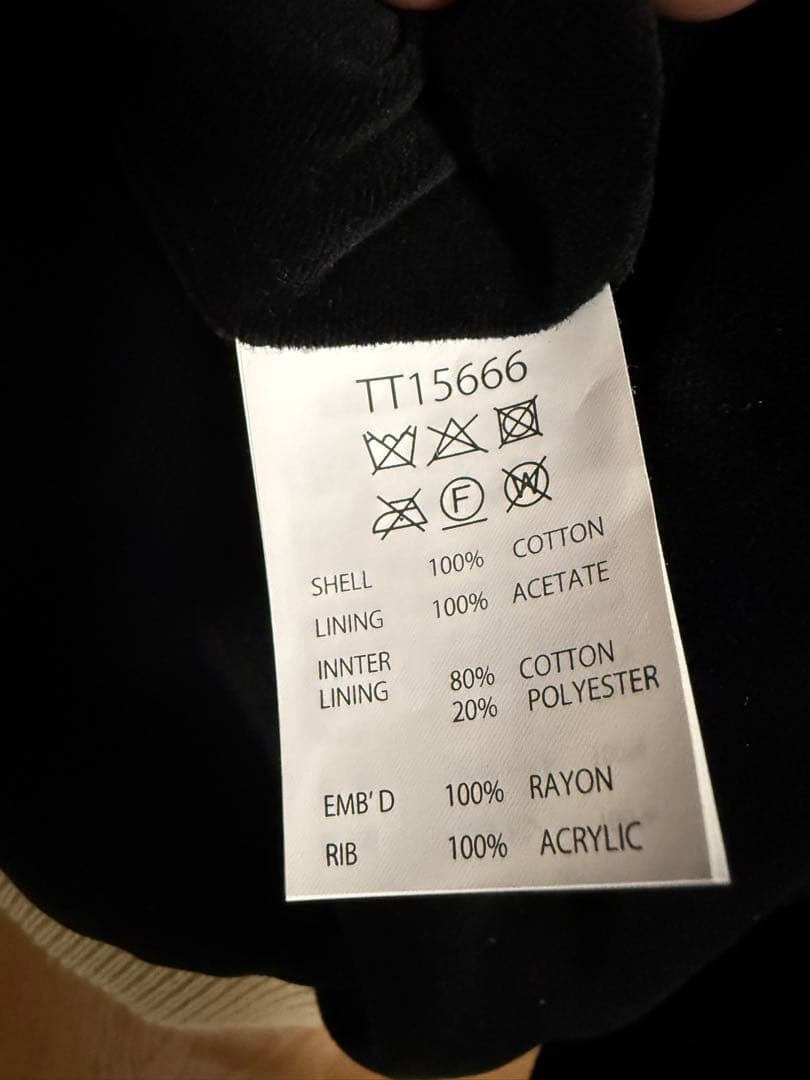 TT15666
F W
SHELL 100% COTTON
LINING 100% ACETATE
INNTER
LINING 80% COTTON
20% POLYESTER
EMB'D 100% RAYON
RIB 100% ACRYLIC